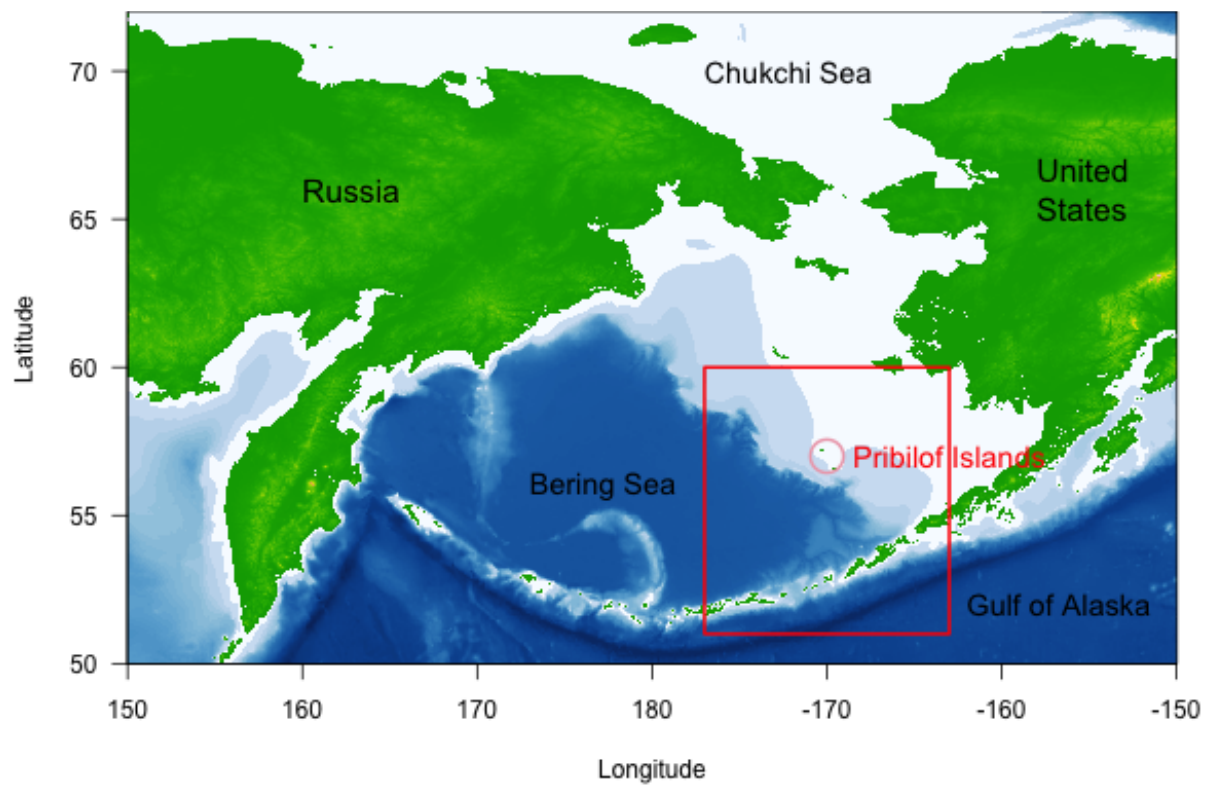 70
Chukchi Sea
United
States
Russia
65
Latitude
60
Pribilof Islands
Bering Sea
55
Gulf of Alaska
50
150 160 170 180 -170 -160 -150
Longitude